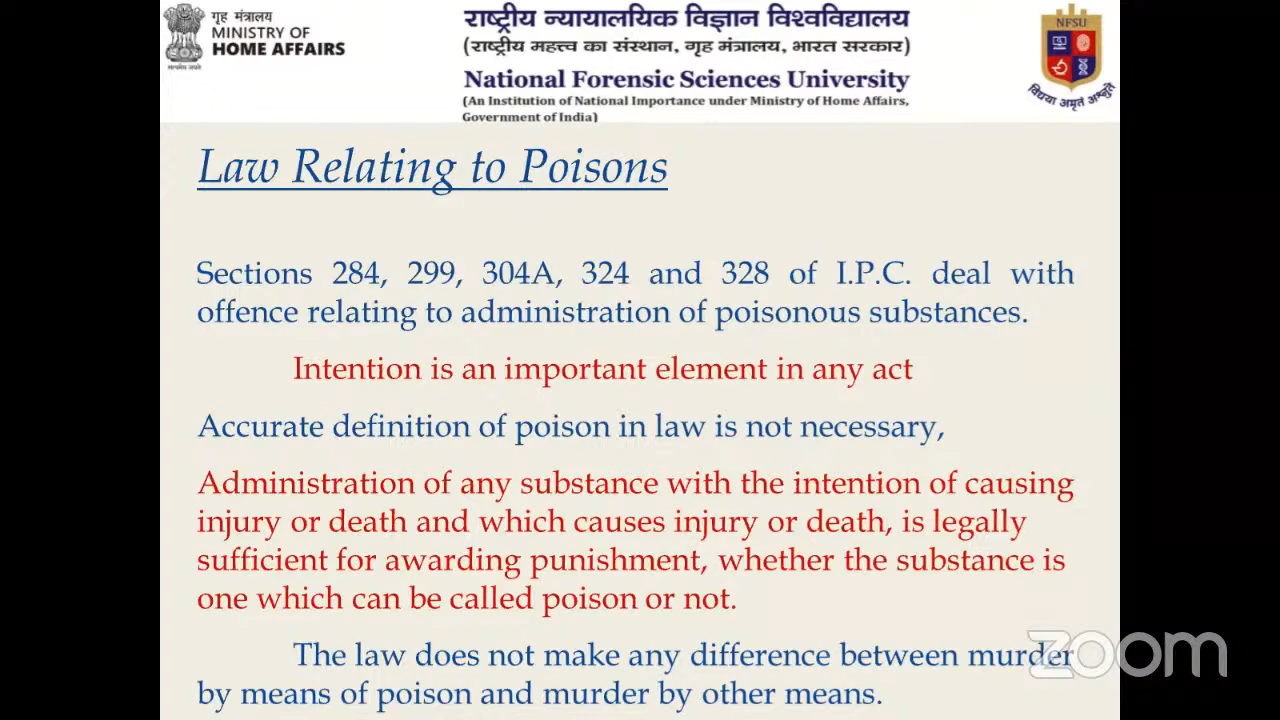 गृह मंत्रालय
MINISTRY OF
HOME AFFAIRS
सत्यमेव जयते
राष्ट्रीय न्यायालयिक विज्ञान विश्वविद्यालय
(राष्ट्रीय महत्त्व का संस्थान, गृह मंत्रालय, भारत सरकार)
National Forensic Sciences University
(An Institution of National Importance under Ministry of Home Affairs,
Government of India)
NFSU
विद्यया अमृतं अश्नुते
Law Relating to Poisons
Sections 284, 299, 304A, 324 and 328 of I.P.C. deal with
offence relating to administration of poisonous substances.
Intention is an important element in any act
Accurate definition of poison in law is not necessary,
Administration of any substance with the intention of causing
injury or death and which causes injury or death, is legally
sufficient for awarding punishment, whether the substance is
one which can be called poison or not.
The law does not make any difference between murder
by means of poison and murder by other means.
zoom